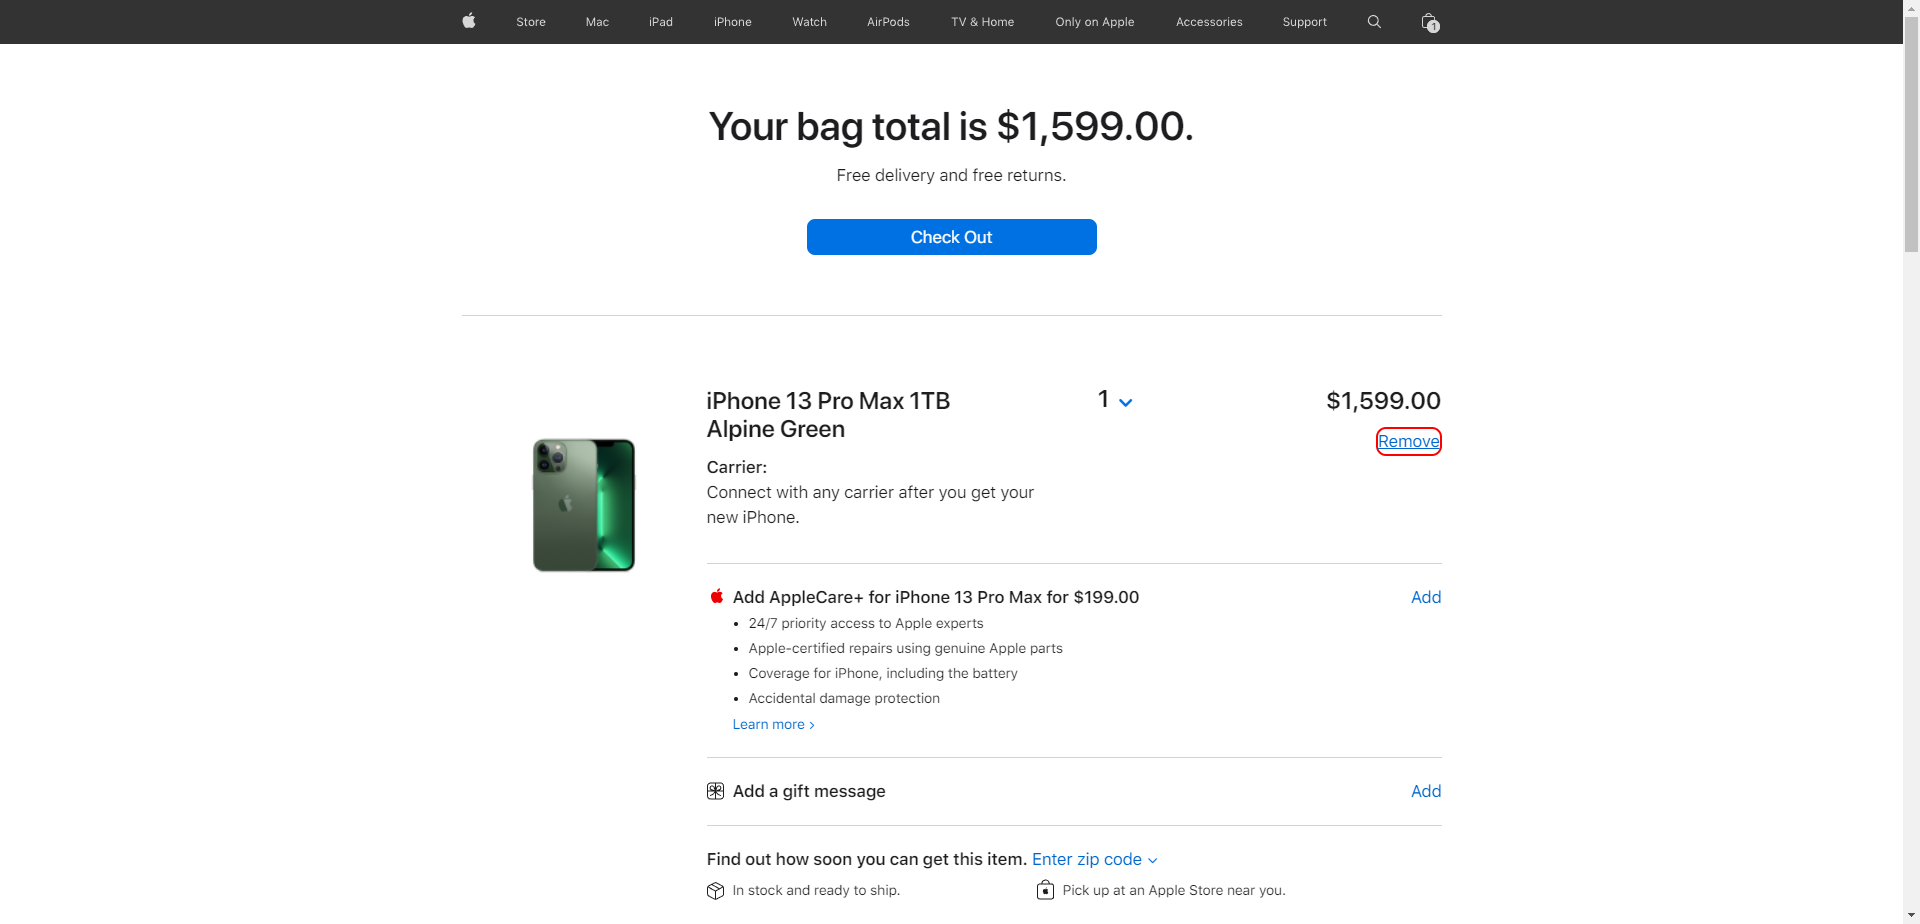 Store Mac iPad iPhone Watch AirPods TV & Home Only on Apple Accessories Support 1
Your bag total is $1,599.00.
Free delivery and free returns.
Check Out
iPhone 13 Pro Max 1TB
Alpine Green
1
$1,599.00
Remove
Carrier:
Connect with any carrier after you get your
new iPhone.
Add AppleCare+ for iPhone 13 Pro Max for $199.00
Add
• 24/7 priority access to Apple experts
• Apple-certified repairs using genuine Apple parts
• Coverage for iPhone, including the battery
• Accidental damage protection
Learn more >
Add a gift message
Add
Find out how soon you can get this item. Enter zip code
In stock and ready to ship.
Pick up at an Apple Store near you.